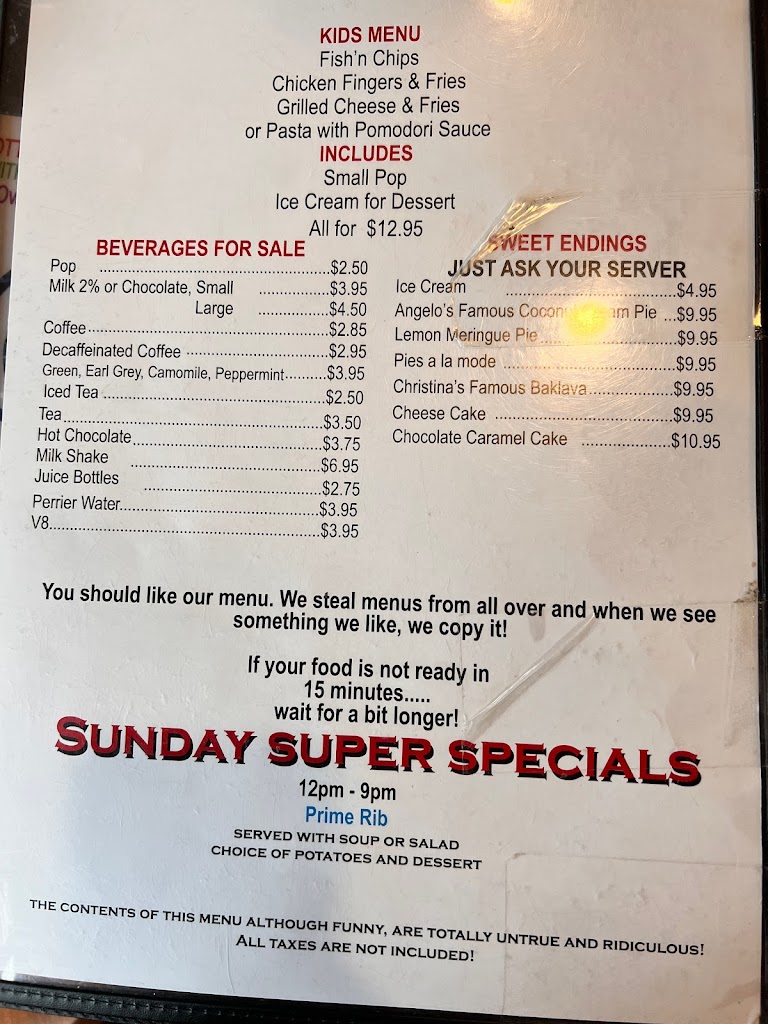 KIDS MENU
Fish'n Chips
Chicken Fingers & Fries
Grilled Cheese & Fries
or Pasta with Pomodori Sauce
INCLUDES
Small Pop
Ice Cream for Dessert
All for $12.95
BEVERAGES FOR SALE
Pop ........................................$2.50
Milk 2% or Chocolate, Small .................$3.95
Large .................$4.50
Coffee..........................................................$2.85
Decaffeinated Coffee ..................................$2.95
Green, Earl Grey, Camomile, Peppermint..........$3.95
Iced Tea ......................................................$2.50
Tea...............................................................$3.50
Hot Chocolate..............................................$3.75
Milk Shake ..............................................$6.95
Juice Bottles ...........................................$2.75
Perrier Water................................................$3.95
V8.................................................................$3.95
SWEET ENDINGS
JUST ASK YOUR SERVER
Ice Cream .........................................$4.95
Angelo's Famous Pie ...$9.95
Lemon Meringue Pie.................................$9.95
Pies a la mode .........................................$9.95
Christina's Famous Baklava.....................$9.95
Cheese Cake ...........................................$9.95
Chocolate Caramel Cake .....................$10.95
You should like our menu. We steal menus from all over and when we see
something we like, we copy it!
If your food is not ready in
15 minutes.....
wait for a bit longer!
SUNDAY SUPER SPECIALS
12pm - 9pm
Prime Rib
SERVED WITH SOUP OR SALAD
CHOICE OF POTATOES AND DESSERT
THE CONTENTS OF THIS MENU ALTHOUGH FUNNY, ARE TOTALLY UNTRUE AND RIDICULOUS!
ALL TAXES ARE NOT INCLUDED!